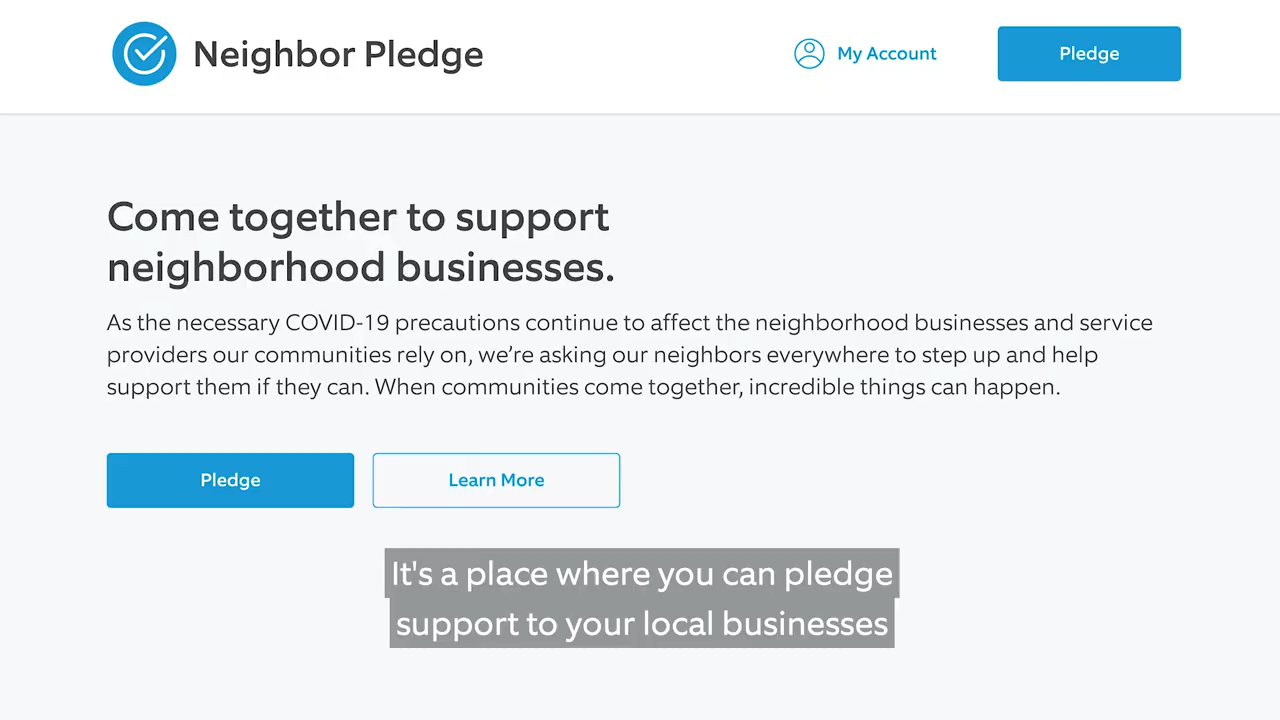 Neighbor Pledge
My Account
Pledge
Come together to support
neighborhood businesses.
As the necessary COVID-19 precautions continue to affect the neighborhood businesses and service
providers our communities rely on, we’re asking our neighbors everywhere to step up and help
support them if they can. When communities come together, incredible things can happen.
Pledge
Learn More
It's a place where you can pledge
support to your local businesses